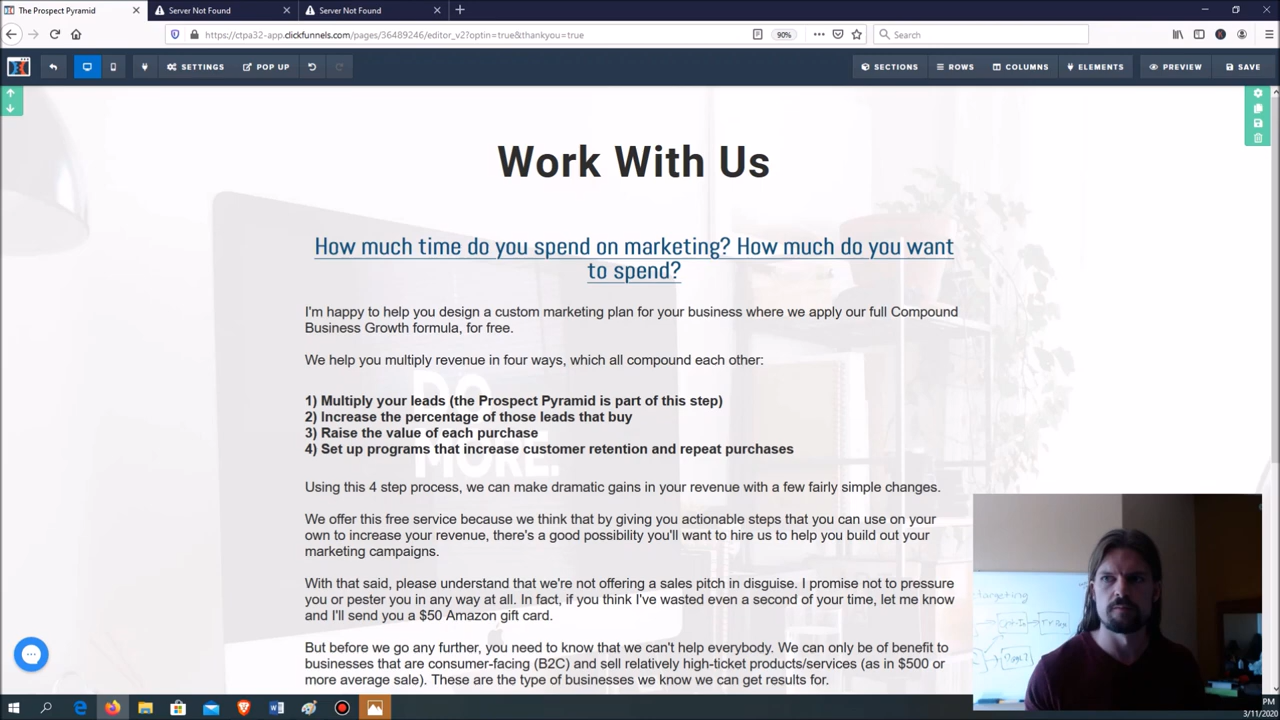 The Prospect Pyramid
Server Not Found
Server Not Found
https://ctpa32-app.clickfunnels.com/pages/36489246/editor_v2?optin=true&thankyou=true
90%
Search
SETTINGS
POP UP
SECTIONS
ROWS
COLUMNS
ELEMENTS
PREVIEW
SAVE
Work With Us
How much time do you spend on marketing? How much do you want
to spend?
I'm happy to help you design a custom marketing plan for your business where we apply our full Compound
Business Growth formula, for free.
We help you multiply revenue in four ways, which all compound each other:
1) Multiply your leads (the Prospect Pyramid is part of this step)
2) Increase the percentage of those leads that buy
3) Raise the value of each purchase
4) Set up programs that increase customer retention and repeat purchases
DO
MORE.
Using this 4 step process, we can make dramatic gains in your revenue with a few fairly simple changes.
We offer this free service because we think that by giving you actionable steps that you can use on your
own to increase your revenue, there's a good possibility you'll want to hire us to help you build out your
marketing campaigns.
With that said, please understand that we're not offering a sales pitch in disguise. I promise not to pressure
you or pester you in any way at all. In fact, if you think I've wasted even a second of your time, let me know
and I'll send you a $50 Amazon gift card.
But before we go any further, you need to know that we can't help everybody. We can only be of benefit to
businesses that are consumer-facing (B2C) and sell relatively high-ticket products/services (as in $500 or
more average sale). These are the type of businesses we know we can get results for.
PM
3/11/2020